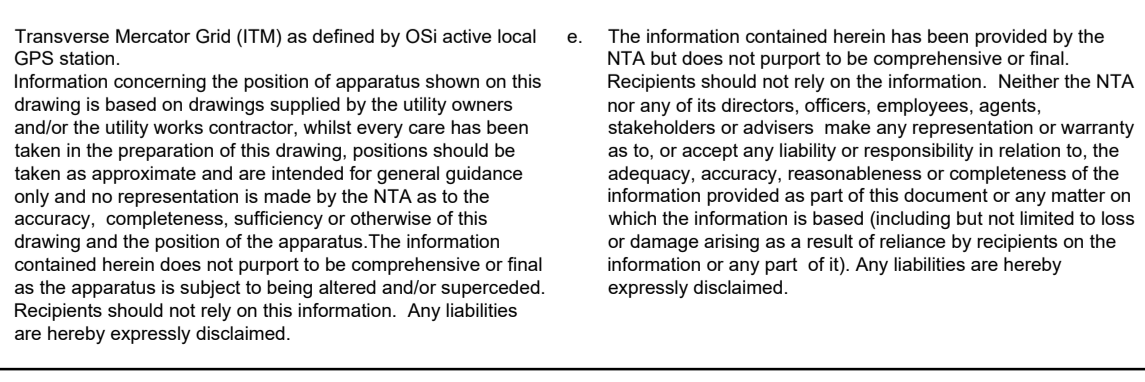 Transverse Mercator Grid (ITM) as defined by OSi active local
GPS station.
Information concerning the position of apparatus shown on this
drawing is based on drawings supplied by the utility owners
and/or the utility works contractor, whilst every care has been
taken in the preparation of this drawing, positions should be
taken as approximate and are intended for general guidance
only and no representation is made by the NTA as to the
accuracy,  completeness, sufficiency or otherwise of this
drawing and the position of the apparatus.The information
contained herein does not purport to be comprehensive or final
as the apparatus is subject to being altered and/or superceded.
Recipients should not rely on this information.  Any liabilities
are hereby expressly disclaimed.
e. The information contained herein has been provided by the
NTA but does not purport to be comprehensive or final.
Recipients should not rely on the information.  Neither the NTA
nor any of its directors, officers, employees, agents,
stakeholders or advisers  make any representation or warranty
as to, or accept any liability or responsibility in relation to, the
adequacy, accuracy, reasonableness or completeness of the
information provided as part of this document or any matter on
which the information is based (including but not limited to loss
or damage arising as a result of reliance by recipients on the
information or any part  of it). Any liabilities are hereby
expressly disclaimed.